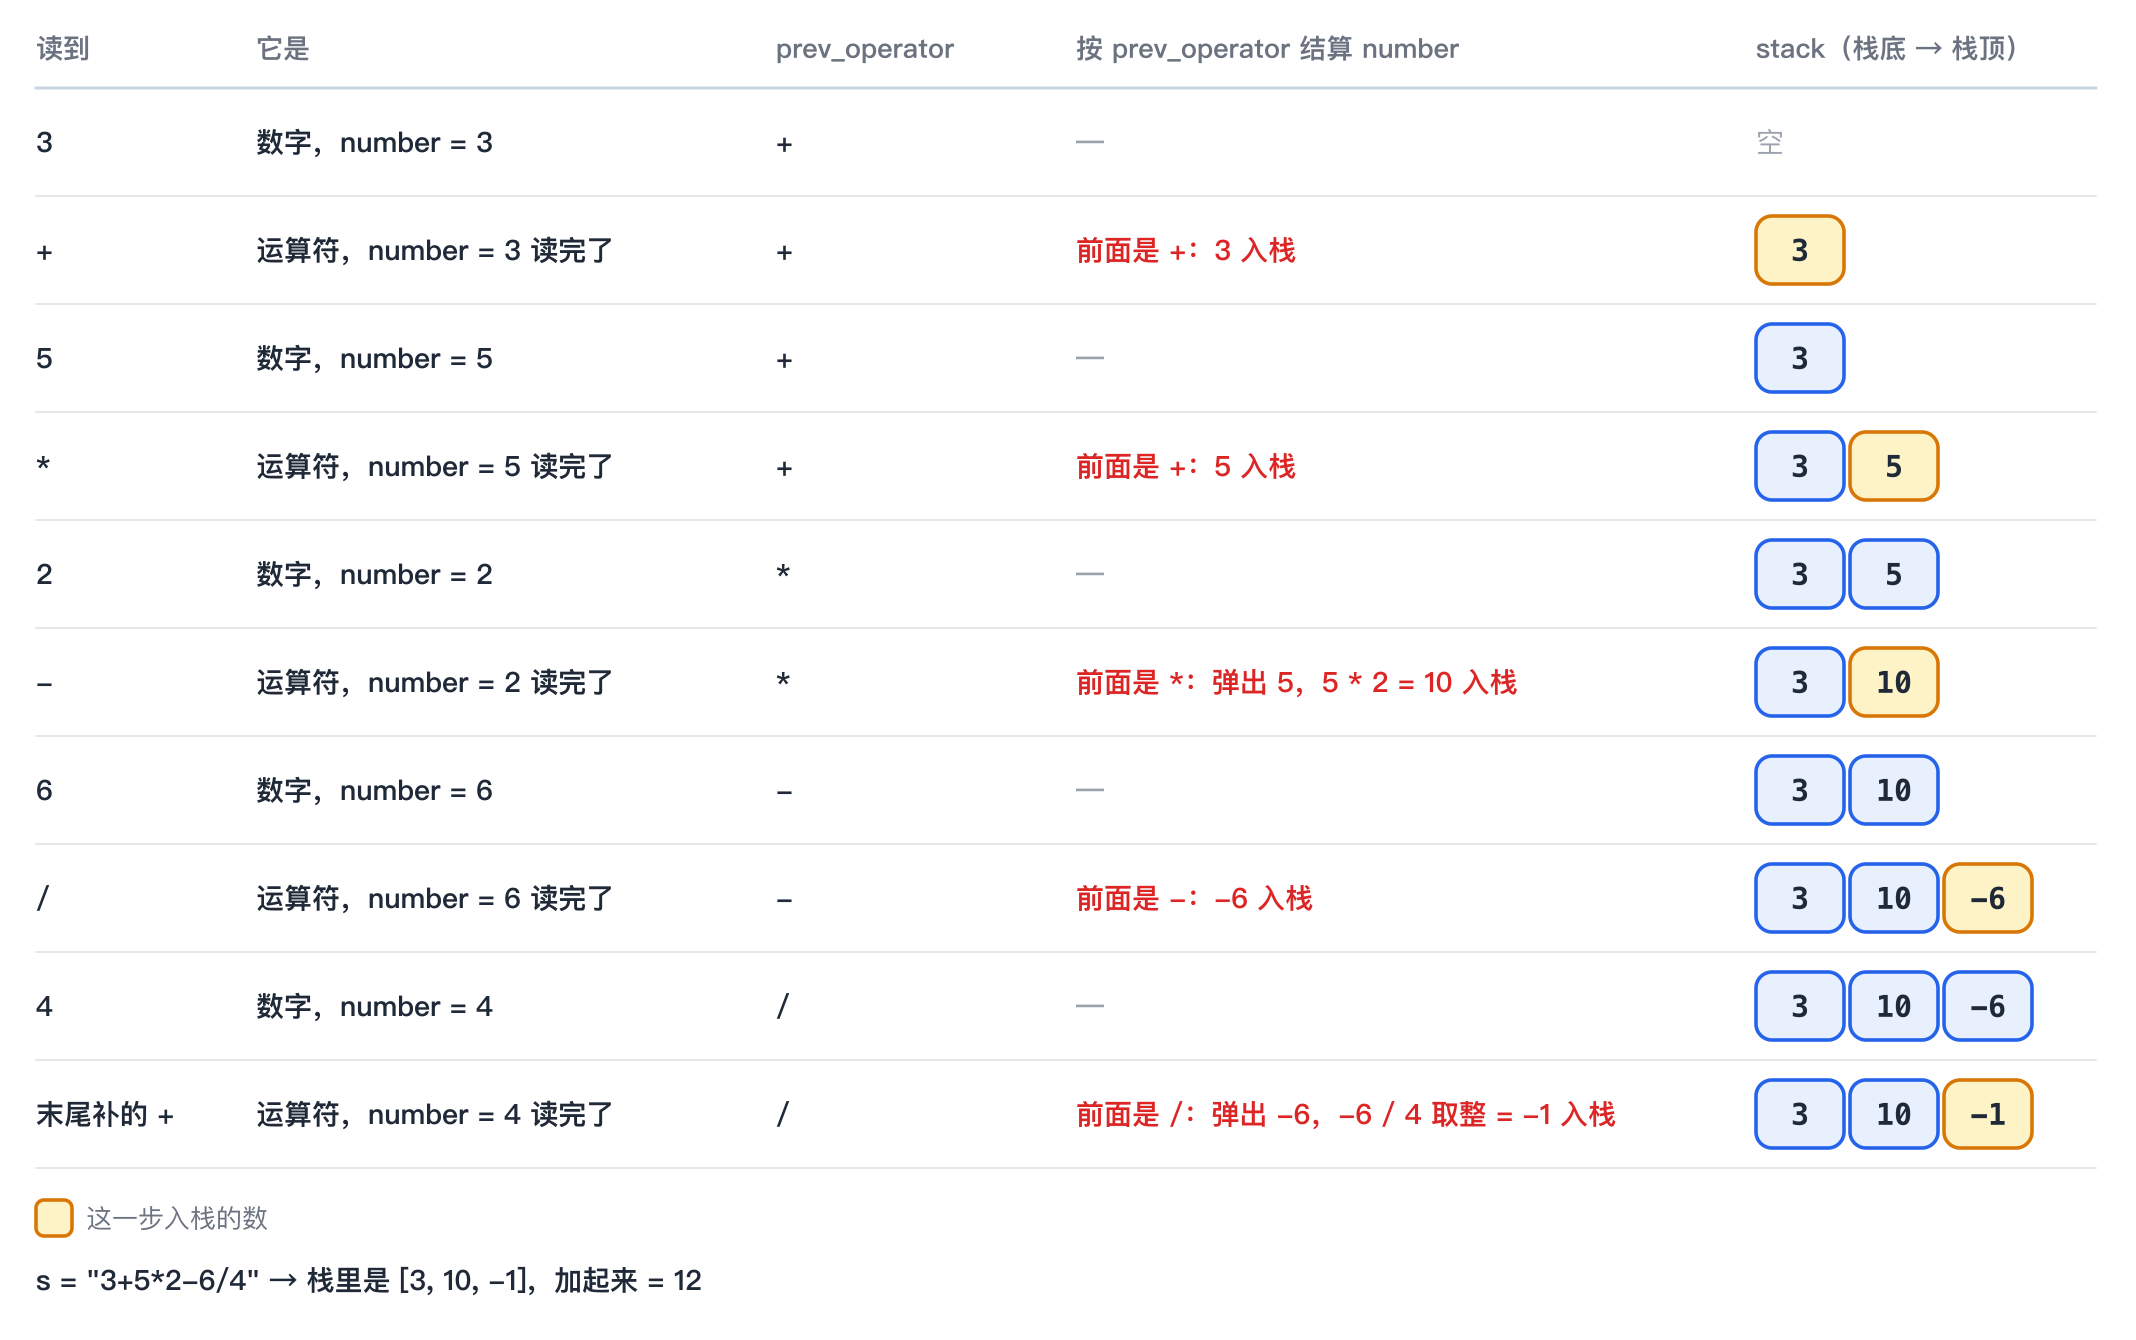 读到 它是 prev_operator 按 prev_operator 结算 number stack（栈底 → 栈顶）
3 数字，number = 3 + — 空
+ 运算符，number = 3 读完了 + 前面是 +：3 入栈 3
5 数字，number = 5 + — 3
* 运算符，number = 5 读完了 + 前面是 +：5 入栈 3 5
2 数字，number = 2 * — 3 5
− 运算符，number = 2 读完了 * 前面是 *：弹出 5，5 * 2 = 10 入栈 3 10
6 数字，number = 6 − — 3 10
/ 运算符，number = 6 读完了 − 前面是 −：−6 入栈 3 10 −6
4 数字，number = 4 / — 3 10 −6
末尾补的 + 运算符，number = 4 读完了 / 前面是 /：弹出 −6，−6 / 4 取整 = −1 入栈 3 10 −1
这一步入栈的数
s = "3+5*2−6/4" → 栈里是 [3, 10, −1]，加起来 = 12